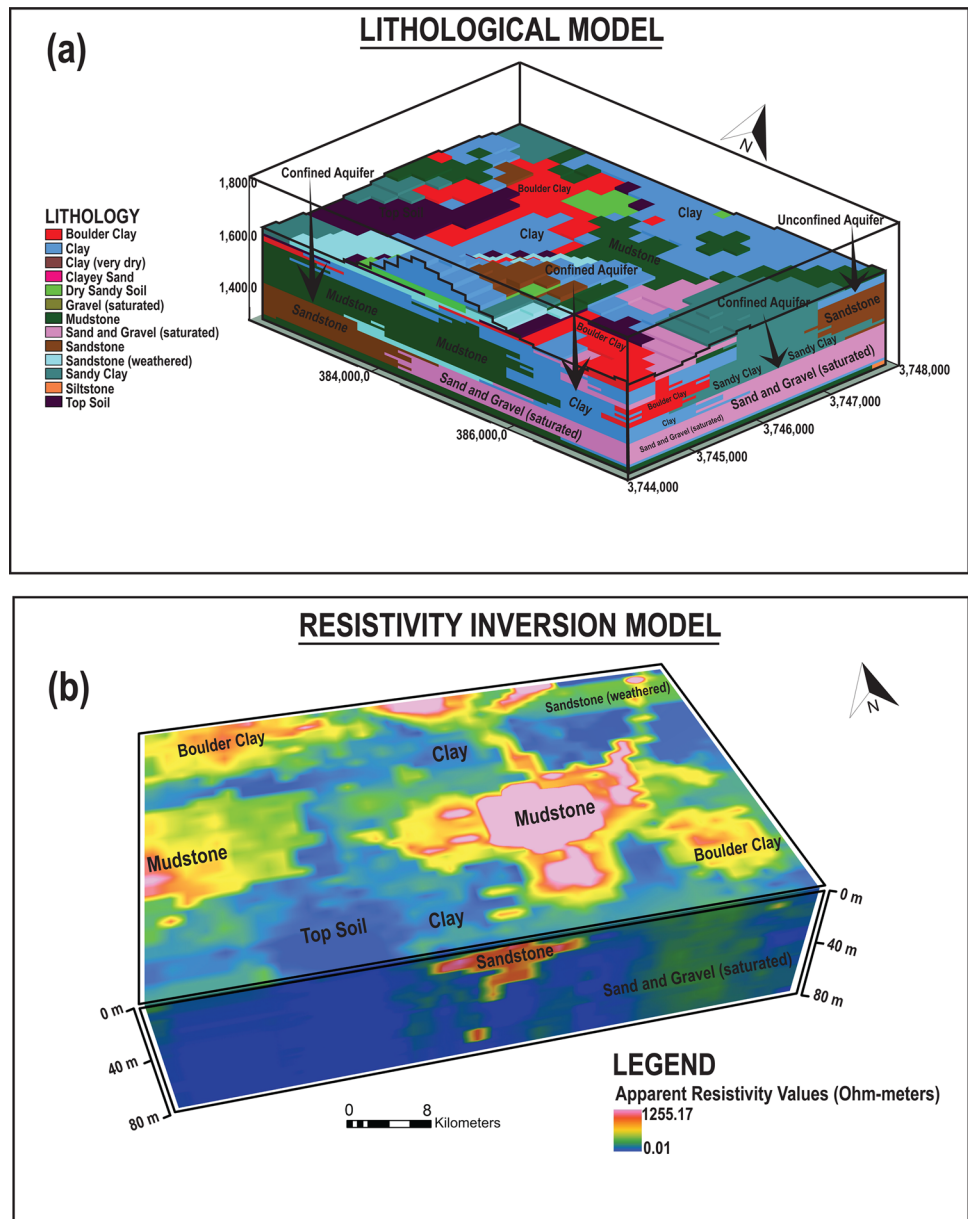 (a)
LITHOLOGICAL MODEL
N
Confined Aquifer
1,800,0
1,600,0
1,400,0
LITHOLOGY
Boulder Clay
Clay
Clay (very dry)
Clayey Sand
Dry Sandy Soil
Gravel (saturated)
Mudstone
Sand and Gravel (saturated)
Sandstone
Sandstone (weathered)
Sandy Clay
Siltstone
Top Soil
Boulder Clay
Clay
Unconfined Aquifer
Clay
Mudstone
Confined Aquifer
Confined Aquifer
Mudstone
Sandstone
Sandstone
Mudstone
Boulder Clay
Sandy Clay
Sandy Clay
Sand and Gravel (saturated)
Boulder Clay
Clay
Clay
Sand and Gravel (saturated)
Sand and Gravel (saturated)
384,000,0
386,000,0
3,748,000
3,747,000
3,746,000
3,745,000
3,744,000
RESISTIVITY INVERSION MODEL
(b)
N
Sandstone (weathered)
Boulder Clay
Clay
Mudstone
Mudstone
Boulder Clay
Top Soil
Clay
Sandstone
Sand and Gravel (saturated)
0 m
40 m
80 m
0 m
40 m
80 m
0 8
Kilometers
LEGEND
Apparent Resistivity Values (Ohm-meters)
1255.17
0.01